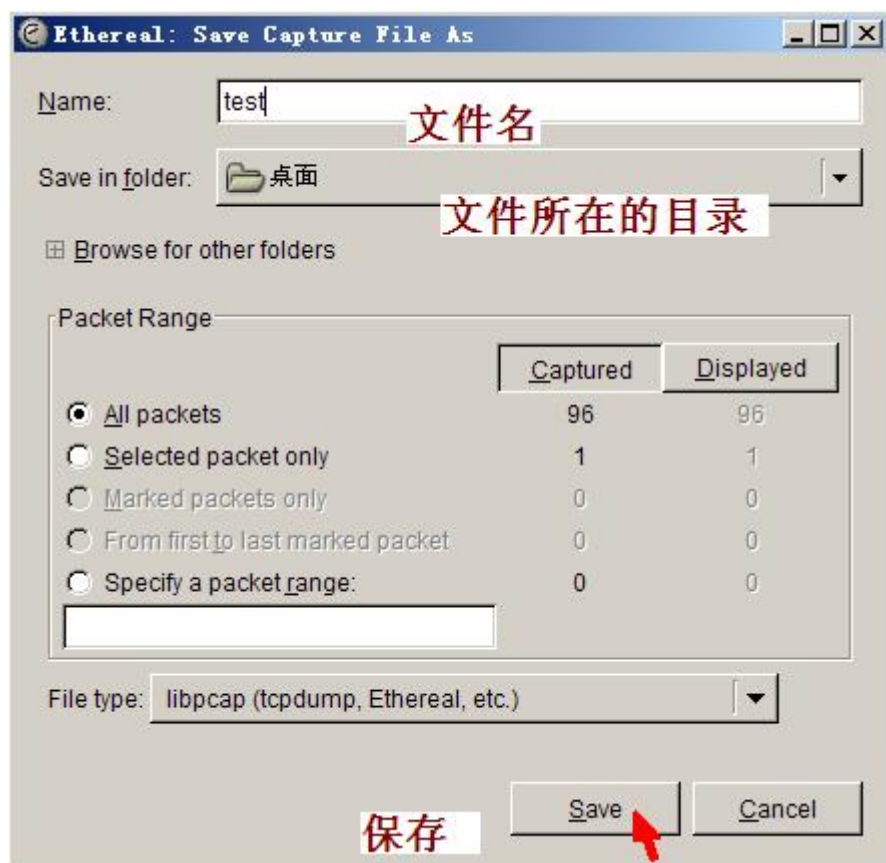 Ethereal: Save Capture File As
Name: test
文件名
Save in folder: 桌面
文件所在的目录
Browse for other folders
Packet Range
Captured Displayed
All packets 96 96
Selected packet only 1 1
Marked packets only 0 0
From first to last marked packet 0 0
Specify a packet range: 0 0
File type: libpcap (tcpdump, Ethereal, etc.)
保存 Save Cancel